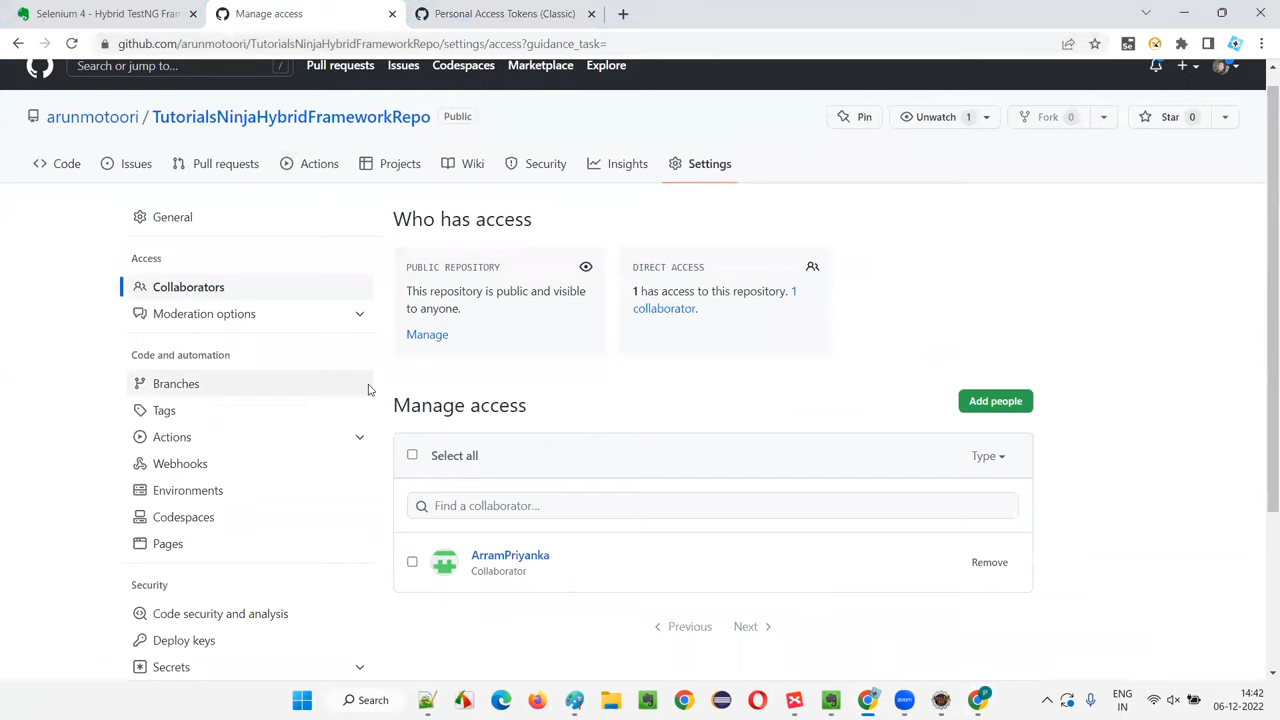 Selenium 4 - Hybrid TestNG Fram
Manage access
Personal Access Tokens (Classic)
github.com/arunmotoori/TutorialsNinjaHybridFrameworkRepo/settings/access?guidance_task=
Search or jump to...
/
Pull requests
Issues
Codespaces
Marketplace
Explore
arunmotoori / TutorialsNinjaHybridFrameworkRepo
Public
Pin
Unwatch 1
Fork 0
Star 0
Code
Issues
Pull requests
Actions
Projects
Wiki
Security
Insights
Settings
General
Access
Collaborators
Moderation options
Code and automation
Branches
Tags
Actions
Webhooks
Environments
Codespaces
Pages
Security
Code security and analysis
Deploy keys
Secrets
Who has access
PUBLIC REPOSITORY
This repository is public and visible
to anyone.
Manage
DIRECT ACCESS
1 has access to this repository. 1
collaborator.
Manage access
Add people
Select all
Type
Find a collaborator...
ArramPriyanka
Collaborator
Remove
Previous
Next
Search
ENG
IN
14:42
06-12-2022